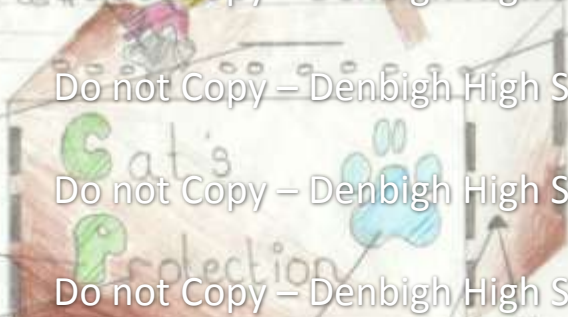 Do not Copy – Denbigh High S
Cat's
Do not Copy – Denbigh High S
Protection
Do not Copy – Denbigh High S